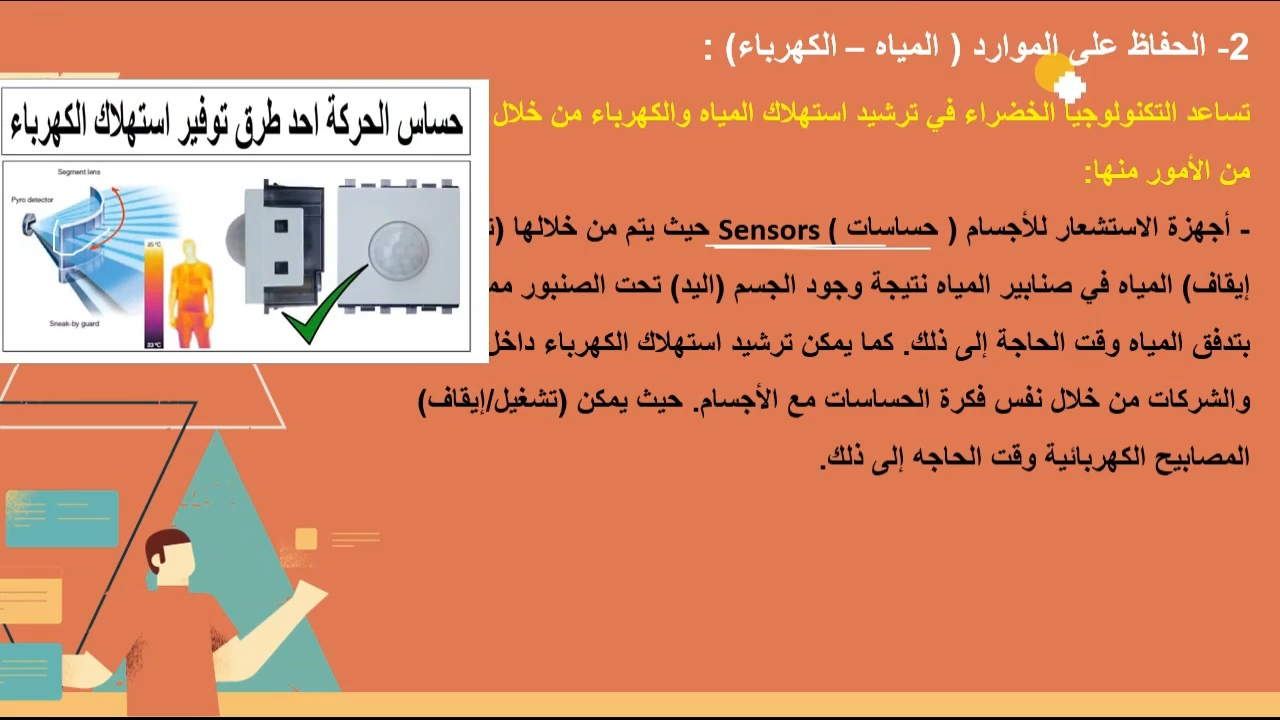 2- الحفاظ على الموارد ( المياه – الكهرباء) :
تساعد التكنولوجيا الخضراء في ترشيد استهلاك المياه والكهرباء من خلال
من الأمور منها:
- أجهزة الاستشعار للأجسام ( حساسات ) Sensors حيث يتم من خلالها
إيقاف) المياه في صنابير المياه نتيجة وجود الجسم (اليد) تحت الصنبور
بتدفق المياه وقت الحاجة إلى ذلك. كما يمكن ترشيد استهلاك الكهرباء داخل
والشركات من خلال نفس فكرة الحساسات مع الأجسام. حيث يمكن (تشغيل/إيقاف)
المصابيح الكهربائية وقت الحاجه إلى ذلك.
حساس الحركة احد طرق توفير استهلاك الكهرباء
Segment lens
Pyro detector
Sneak-by guard